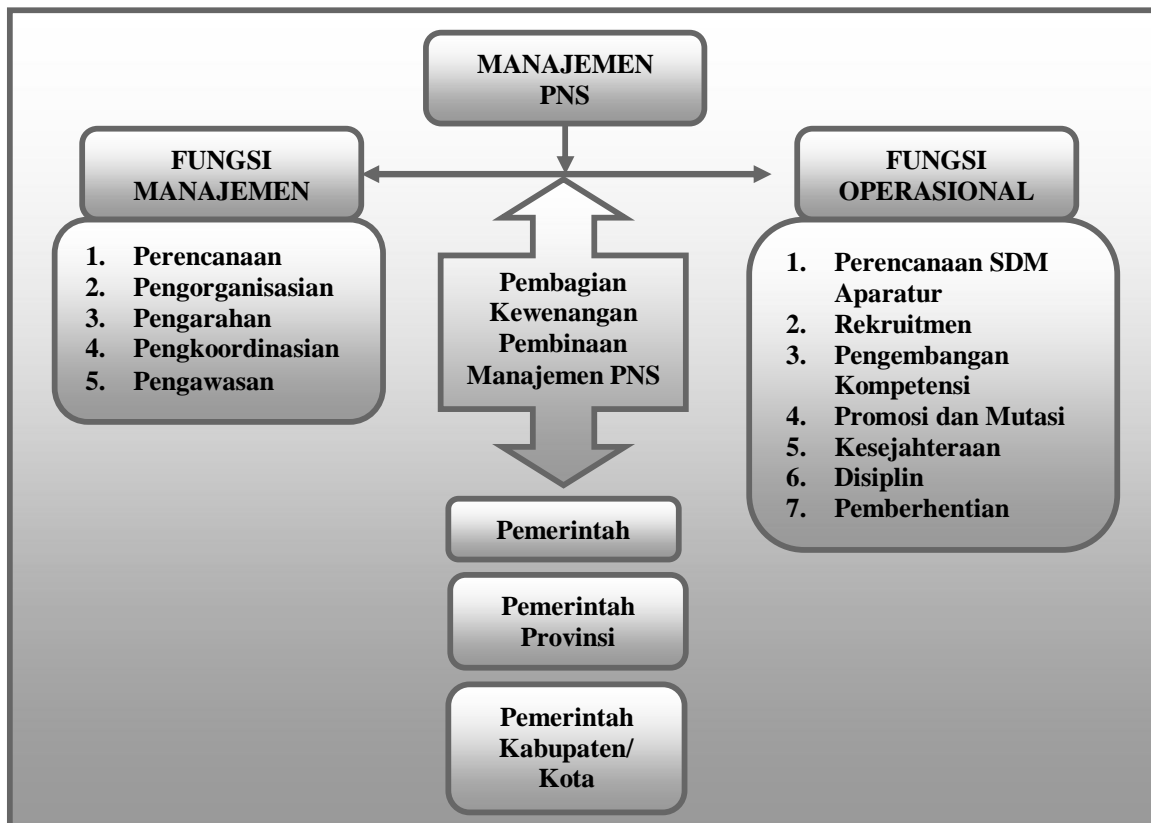 MANAJEMEN
PNS
FUNGSI
MANAJEMEN
1. Perencanaan
2. Pengorganisasian
3. Pengarahan
4. Pengkoordinasian
5. Pengawasan
Pembagian
Kewenangan
Pembinaan
Manajemen PNS
FUNGSI
OPERASIONAL
1. Perencanaan SDM
Aparatur
2. Rekruitmen
3. Pengembangan
Kompetensi
4. Promosi dan Mutasi
5. Kesejahteraan
6. Disiplin
7. Pemberhentian
Pemerintah
Pemerintah
Provinsi
Pemerintah
Kabupaten/
Kota